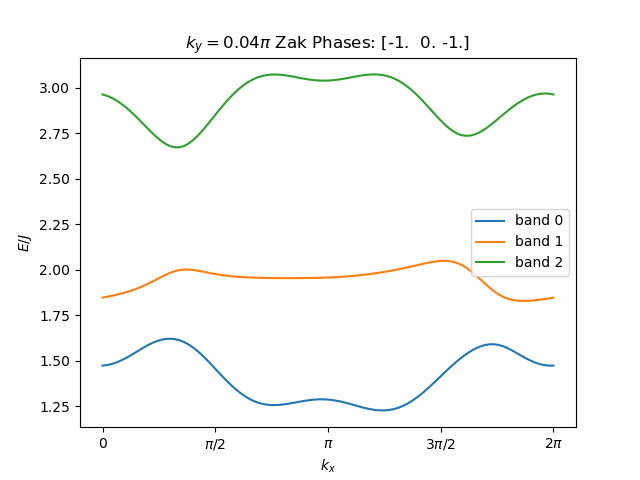 $k_y = 0.04\pi$ Zak Phases: [-1.  0. -1.]
3.00
2.75
2.50
2.25
2.00
1.75
1.50
1.25
E/J
band 0
band 1
band 2
0
π/2
π
3π/2
2π
$k_x$